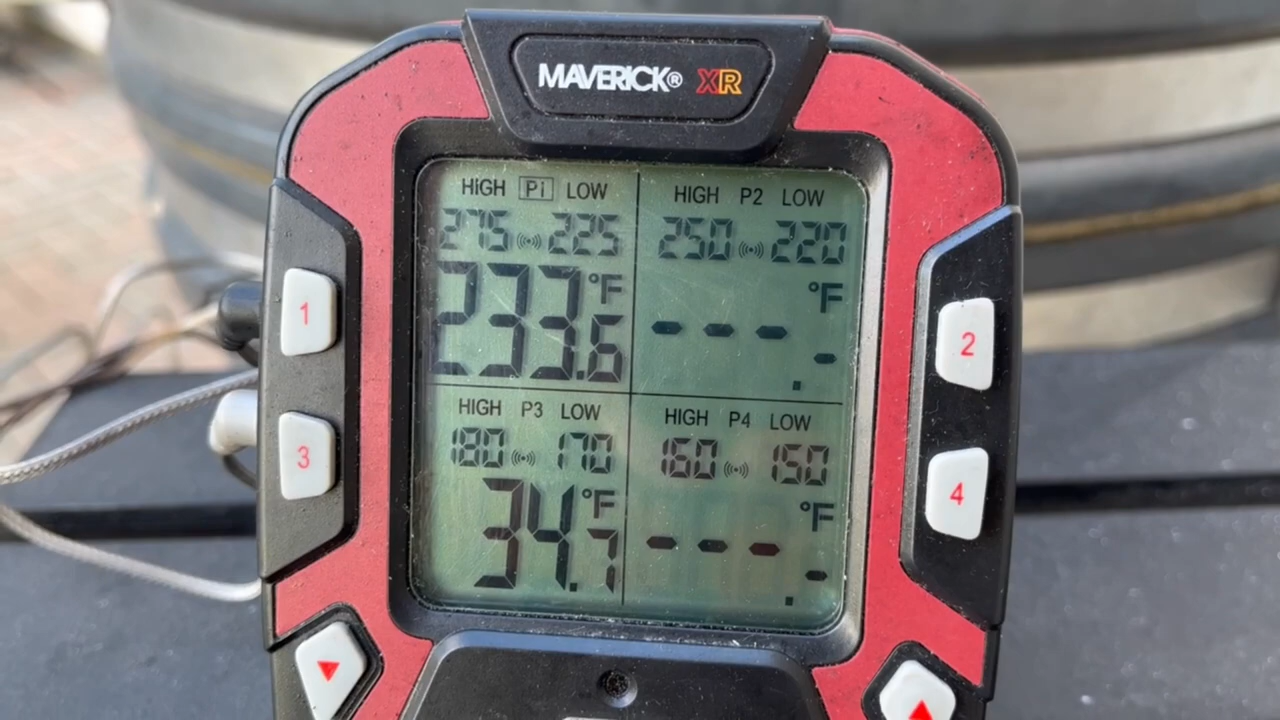 MAVERICK® XR
HIGH Pi LOW
275 225
233.6 °F
HIGH P2 LOW
250 220
---.- °F
HIGH P3 LOW
180 170
34.7 °F
HIGH P4 LOW
160 150
---.- °F
1
2
3
4